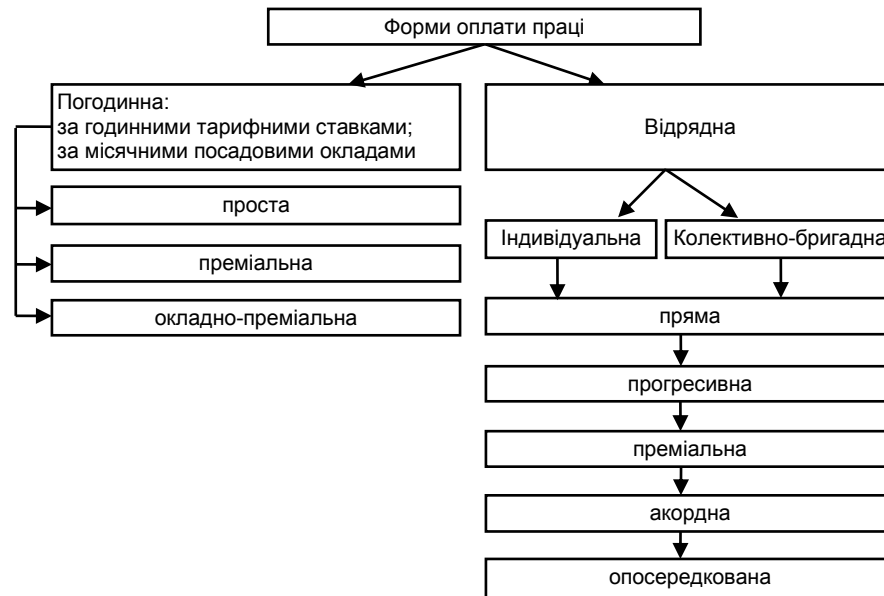 Форми оплати праці
Погодинна:
за годинними тарифними ставками;
за місячними посадовими окладами
проста
преміальна
окладно-преміальна
Відрядна
Індивідуальна
Колективно-бригадна
пряма
прогресивна
преміальна
акордна
опосередкована